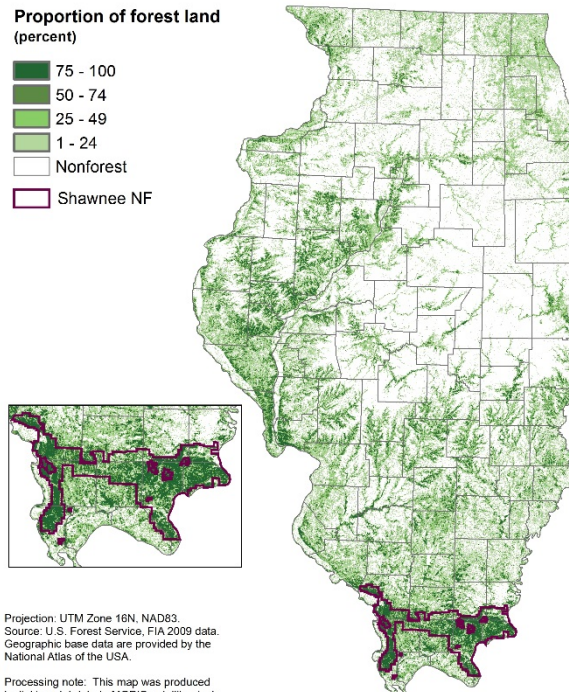 Proportion of forest land
(percent)
75 - 100
50 - 74
25 - 49
1 - 24
Nonforest
Shawnee NF
Projection: UTM Zone 16N, NAD83.
Source: U.S. Forest Service, FIA 2009 data.
Geographic base data are provided by the
National Atlas of the USA.
Processing note: This map was produced